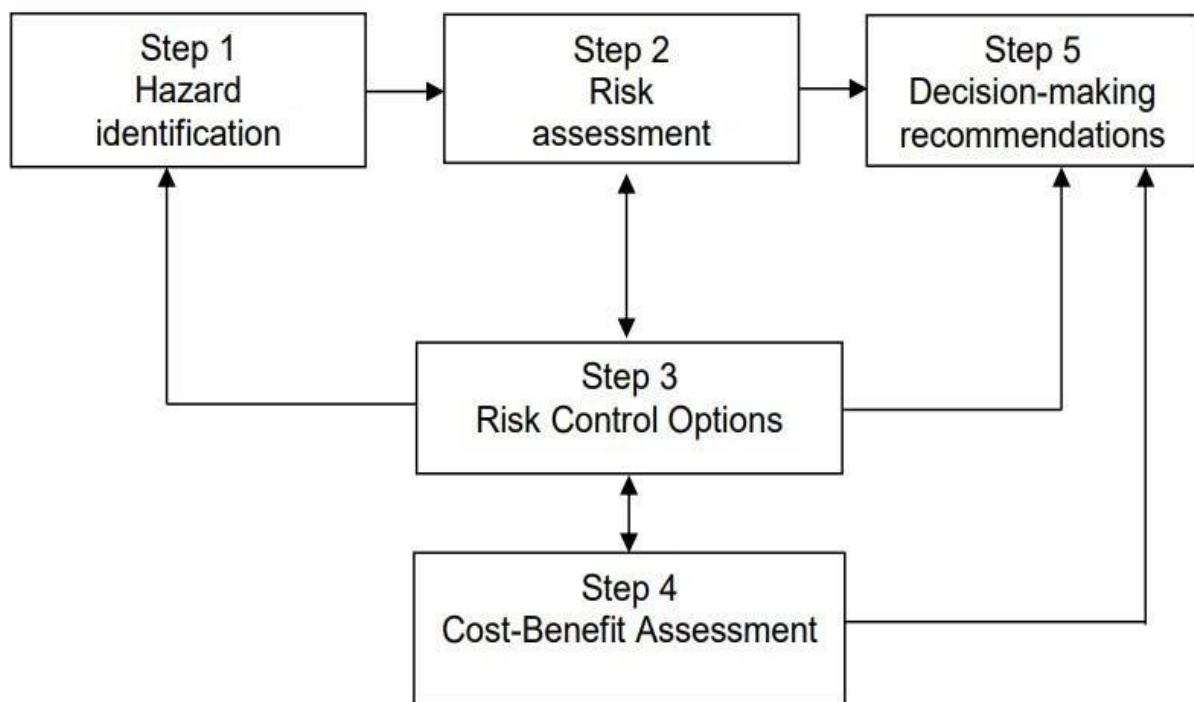 Step 1
Hazard
identification
Step 2
Risk
assessment
Step 5
Decision-making
recommendations
Step 3
Risk Control Options
Step 4
Cost-Benefit Assessment